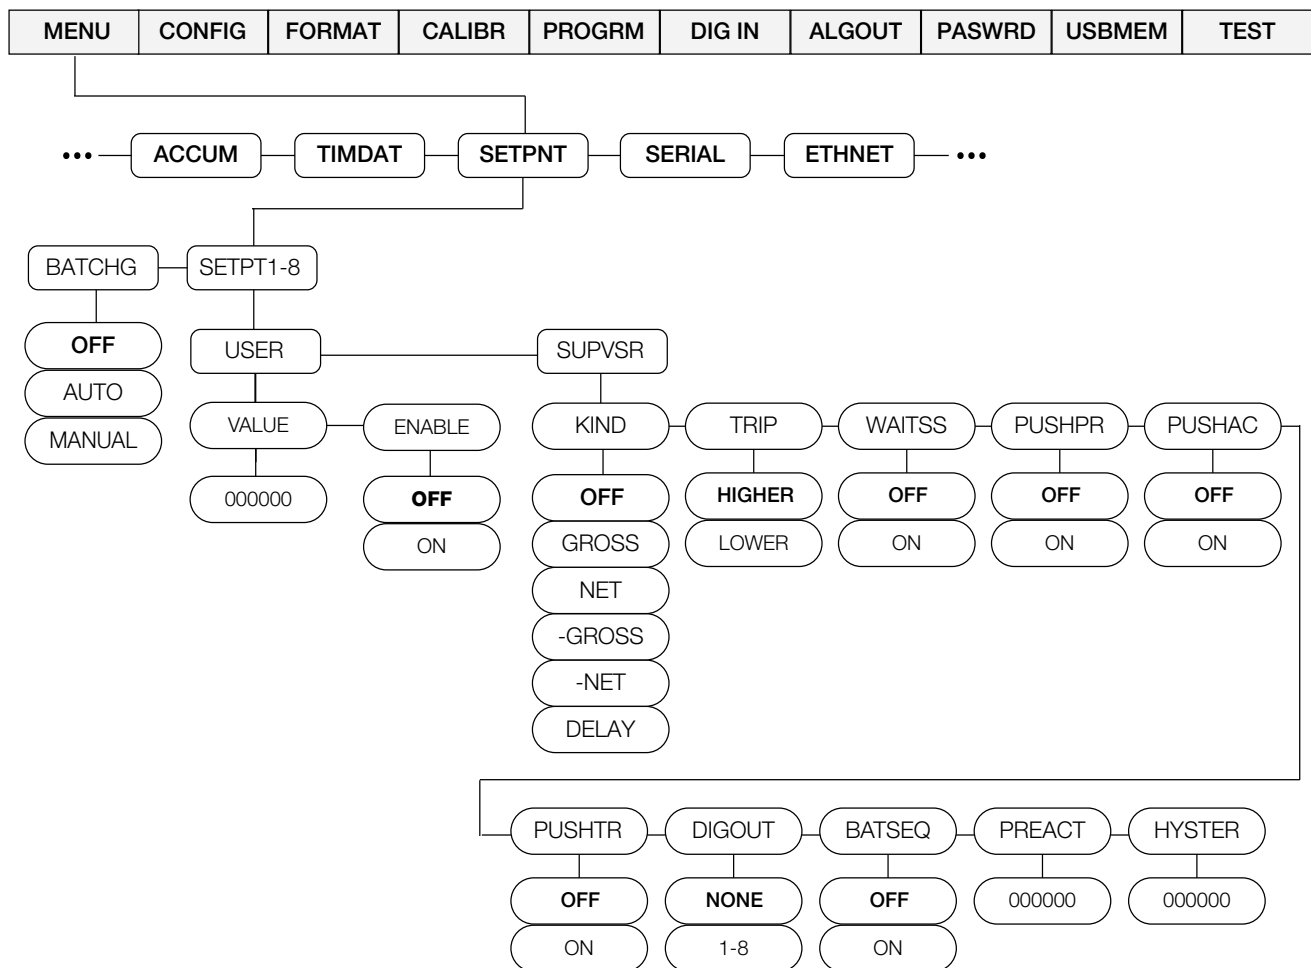 MENU CONFIG FORMAT CALIBR PROGRM DIG IN ALGOUT PASWRD USBMEM TEST
••• ACCUM TIMDAT SETPNT SERIAL ETHNET •••
BATCHG SETPT1-8
OFF USER SUPVSR
AUTO VALUE ENABLE KIND TRIP WAITSS PUSHPR PUSHAC
MANUAL
000000 OFF OFF HIGHER OFF OFF OFF
ON GROSS LOWER ON ON ON
NET
-GROSS
-NET
DELAY
PUSHTR DIGOUT BATSEQ PREACT HYSTER
OFF NONE OFF 000000 000000
ON 1-8 ON